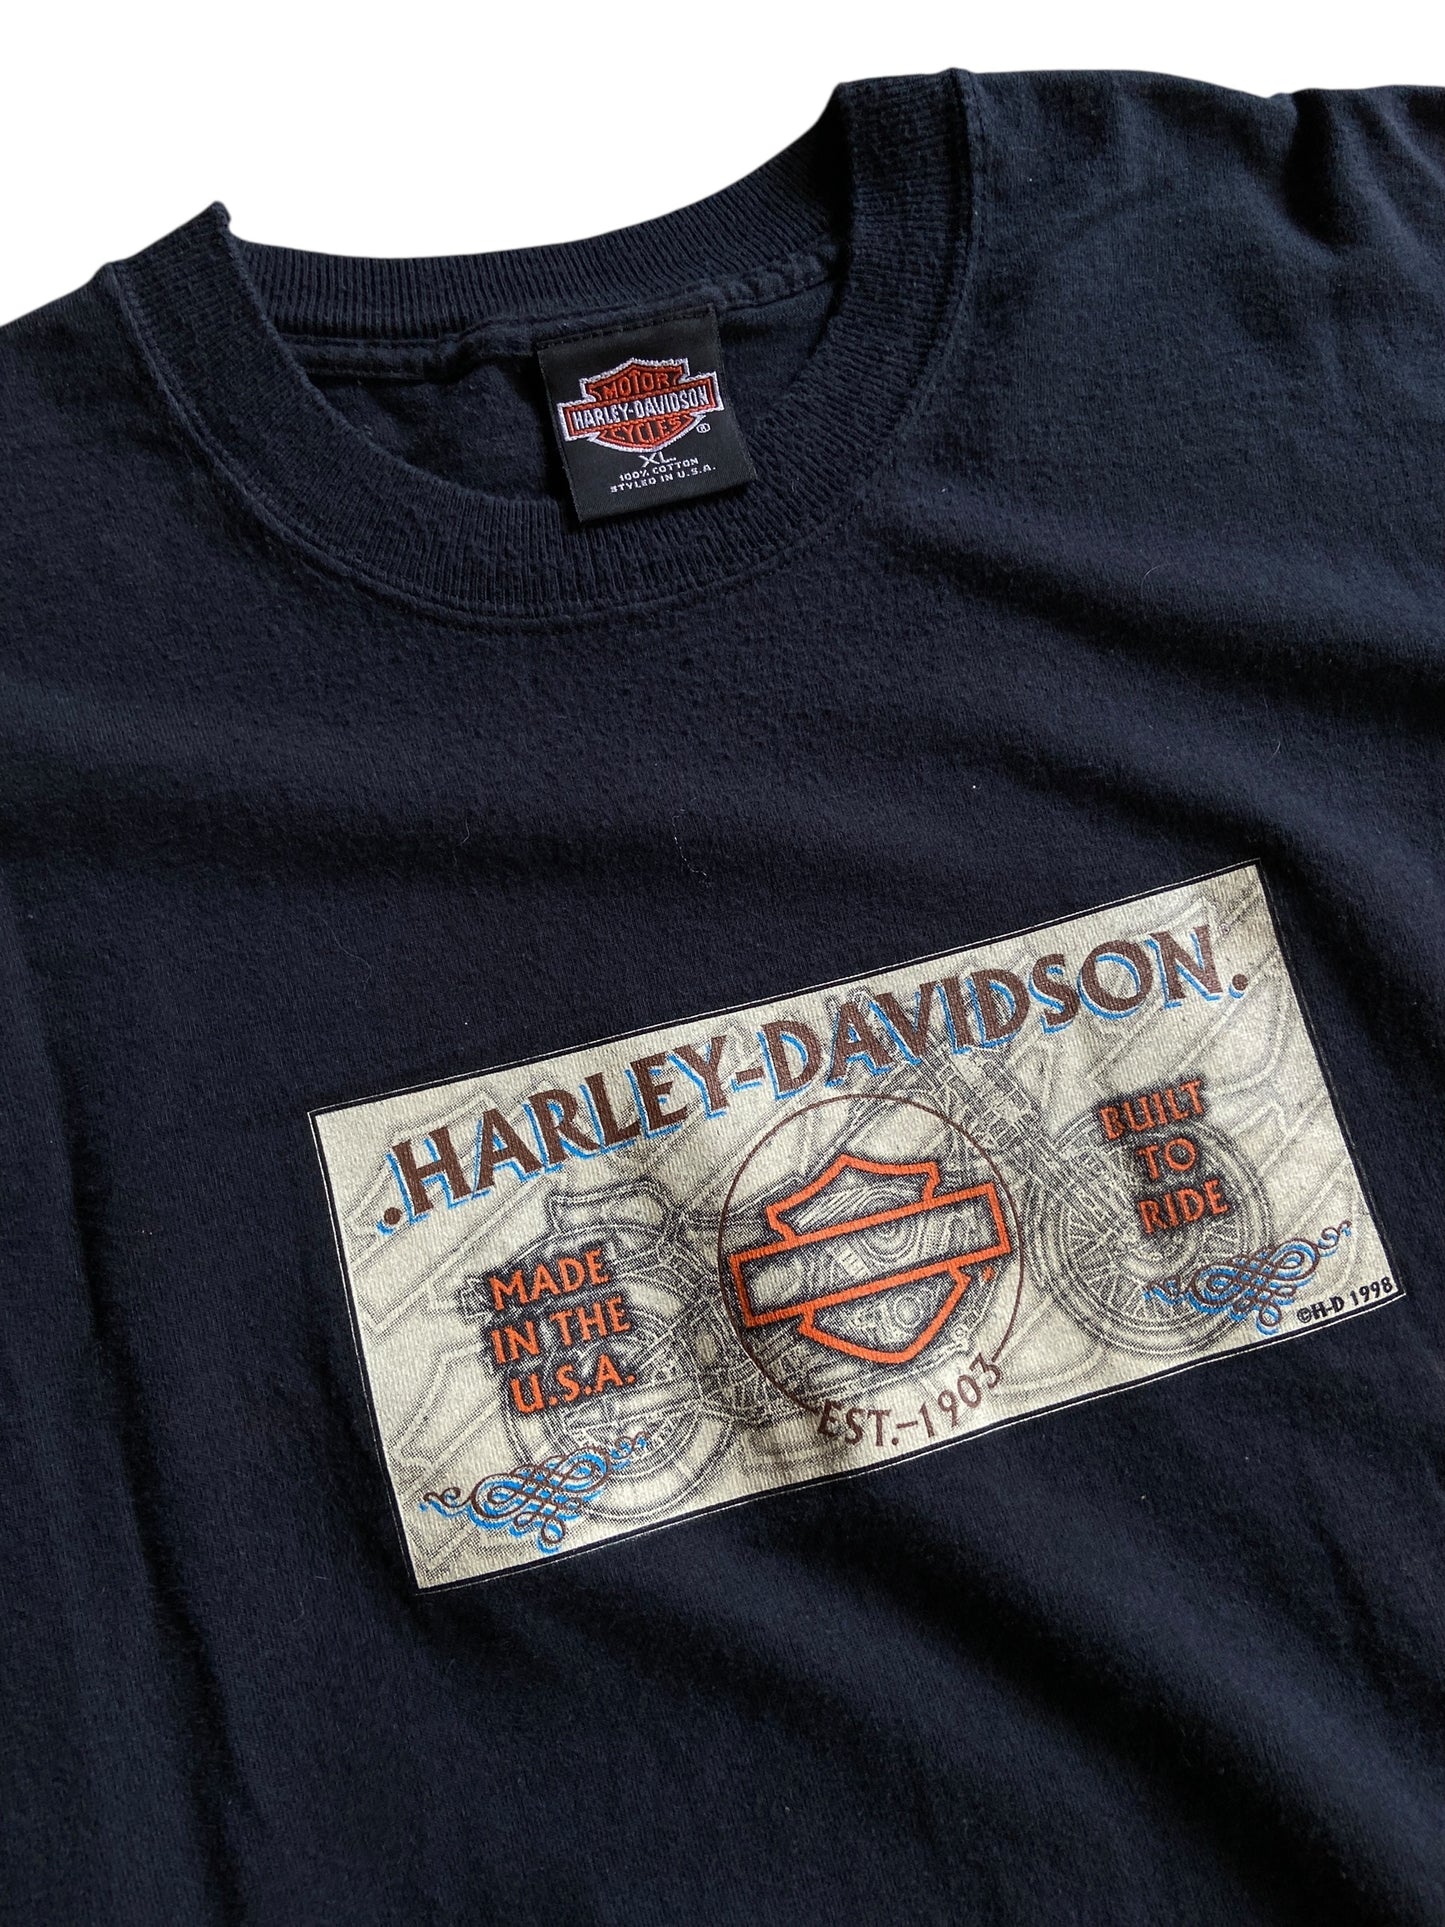 MOTOR
HARLEY-DAVIDSON
CYCLES ®
XL
100% COTTON
STYLED IN U.S.A.
.HARLEY-DAVIDSON.
MADE
IN THE
U.S.A.
BUILT
TO
RIDE
EST.-1903
©H-D 1998